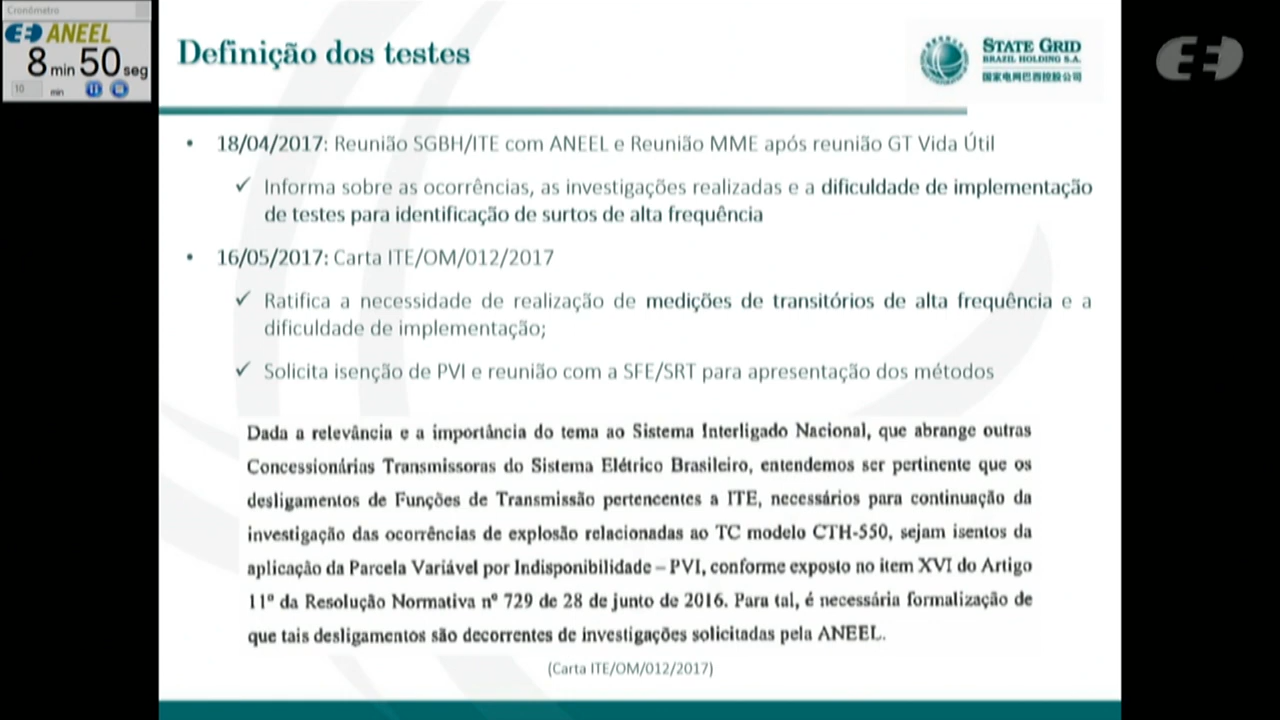 Cronômetro
ANEEL
8 min 50 seg
10 min
Definição dos testes
STATE GRID
BRAZIL HOLDING S.A.
国家电网巴西控股公司
• 18/04/2017: Reunião SGBH/ITE com ANEEL e Reunião MME após reunião GT Vida Útil
✓ Informa sobre as ocorrências, as investigações realizadas e a dificuldade de implementação
de testes para identificação de surtos de alta frequência
• 16/05/2017: Carta ITE/OM/012/2017
✓ Ratifica a necessidade de realização de medições de transitórios de alta frequência e a
dificuldade de implementação;
✓ Solicita isenção de PVI e reunião com a SFE/SRT para apresentação dos métodos
Dada a relevância e a importância do tema ao Sistema Interligado Nacional, que abrange outras
Concessionárias Transmissoras do Sistema Elétrico Brasileiro, entendemos ser pertinente que os
desligamentos de Funções de Transmissão pertencentes a ITE, necessários para continuação da
investigação das ocorrências de explosão relacionadas ao TC modelo CTH-550, sejam isentos da
aplicação da Parcela Variável por Indisponibilidade – PVI, conforme exposto no item XVI do Artigo
11º da Resolução Normativa nº 729 de 28 de junto de 2016. Para tal, é necessária formalização de
que tais desligamentos são decorrentes de investigações solicitadas pela ANEEL.
(Carta ITE/OM/012/2017)